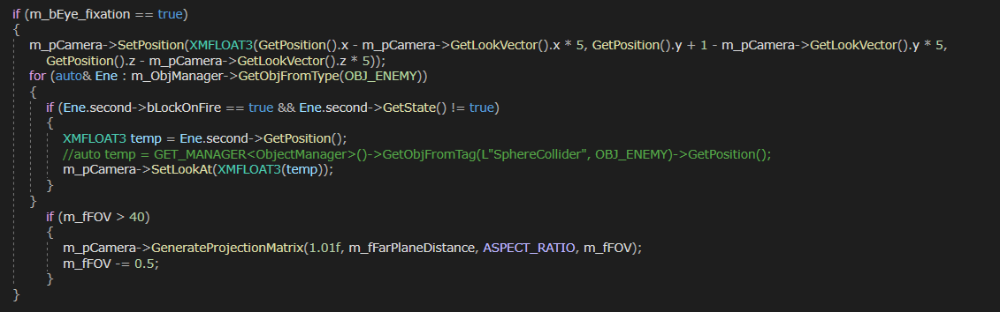 if (m_bEye_fixation == true)
{
m_pCamera->SetPosition(XMFLOAT3(GetPosition().x - m_pCamera->GetLookVector().x * 5, GetPosition().y + 1 - m_pCamera->GetLookVector().y * 5,
GetPosition().z - m_pCamera->GetLookVector().z * 5));
for (auto& Ene : m_ObjManager->GetObjFromType(OBJ_ENEMY))
{
if (Ene.second->bLockOnFire == true && Ene.second->GetState() != true)
{
XMFLOAT3 temp = Ene.second->GetPosition();
//auto temp = GET_MANAGER<ObjectManager>()->GetObjFromTag(L"SphereCollider", OBJ_ENEMY)->GetPosition();
m_pCamera->SetLookAt(XMFLOAT3(temp));
}
}
if (m_fFOV > 40)
{
m_pCamera->GenerateProjectionMatrix(1.01f, m_fFarPlaneDistance, ASPECT_RATIO, m_fFOV);
m_fFOV -= 0.5;
}
}